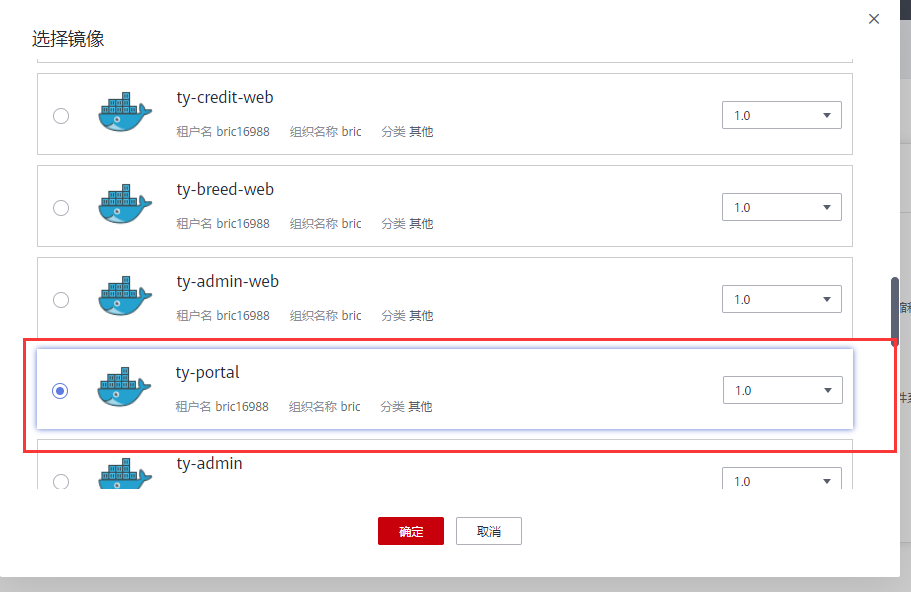 选择镜像
ty-credit-web
租户名 bric16988 组织名称 bric 分类 其他
1.0
ty-breed-web
租户名 bric16988 组织名称 bric 分类 其他
1.0
ty-admin-web
租户名 bric16988 组织名称 bric 分类 其他
1.0
ty-portal
租户名 bric16988 组织名称 bric 分类 其他
1.0
ty-admin
1.0
确定 取消